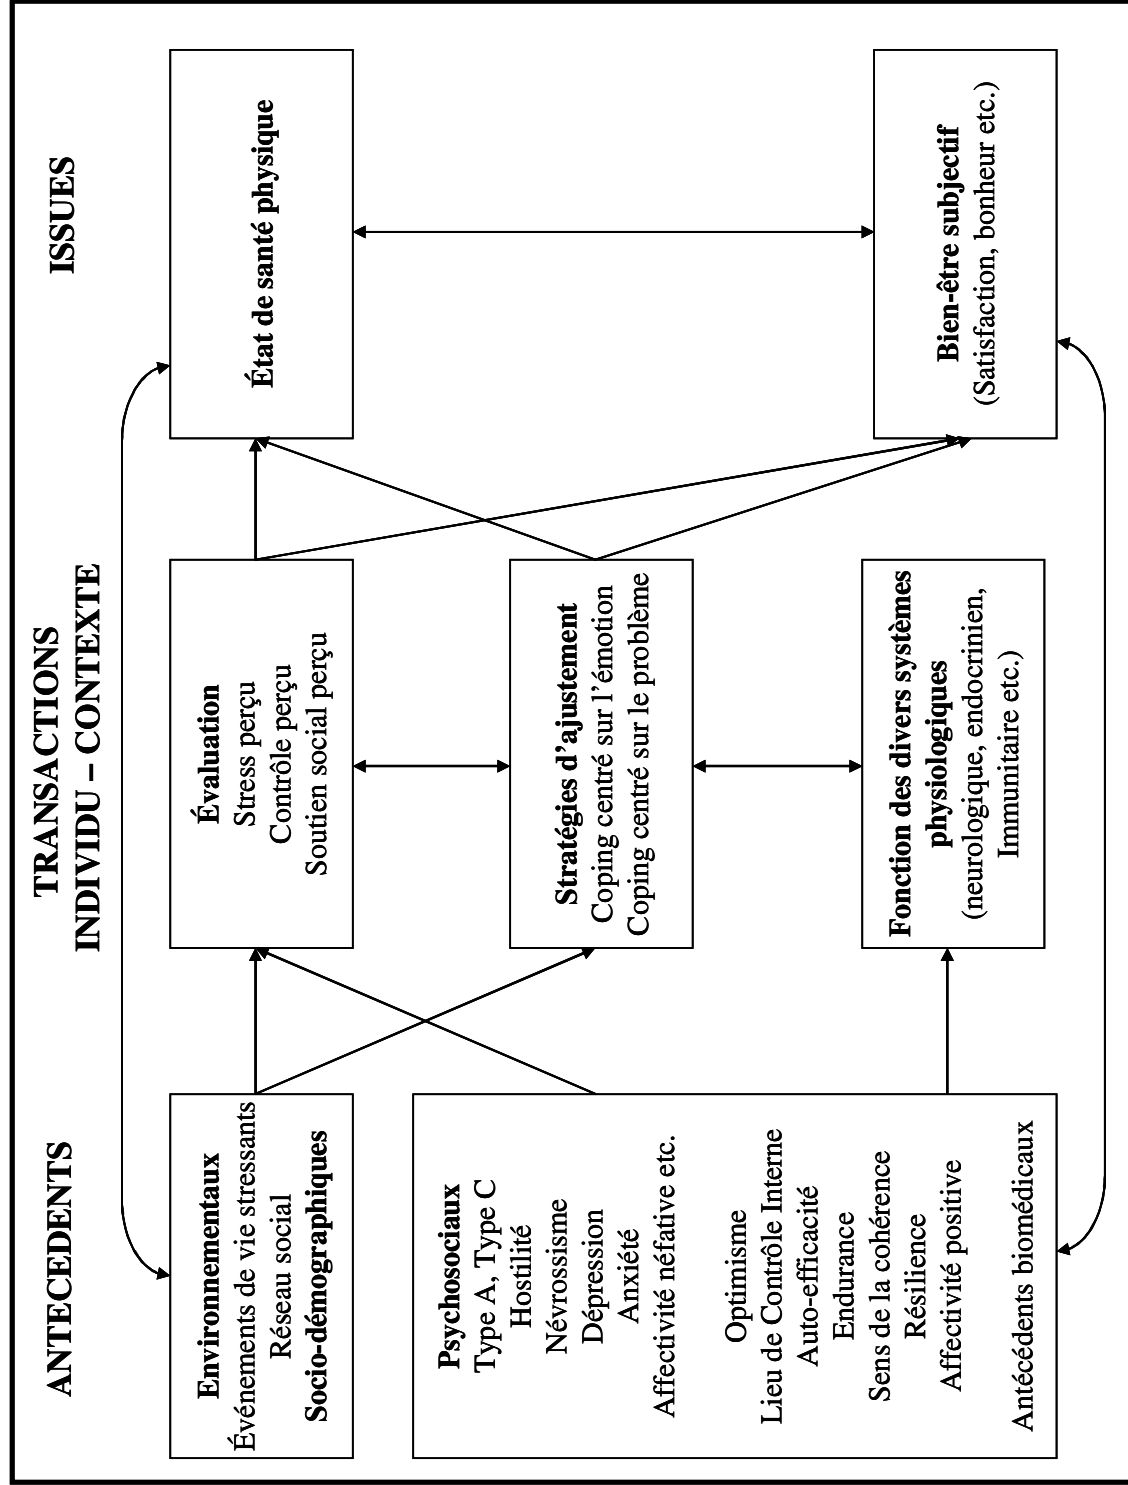 ANTECEDENTS
Environnementaux
Événements de vie stressants
Réseau social
Socio-démographiques
Psychosociaux
Type A, Type C
Hostilité
Névrossisme
Dépression
Anxiété
Affectivité néfative etc.
Optimisme
Lieu de Contrôle Interne
Auto-efficacité
Endurance
Sens de la cohérence
Résilience
Affectivité positive
Antécédents biomédicaux
TRANSACTIONS
INDIVIDU – CONTEXTE
Évaluation
Stress perçu
Contrôle perçu
Soutien social perçu
Stratégies d’ajustement
Coping centré sur l’émotion
Coping centré sur le problème
Fonction des divers systèmes
physiologiques
(neurologique, endocrinien,
Immunitaire etc.)
ISSUES
État de santé physique
Bien-être subjectif
(Satisfaction, bonheur etc.)